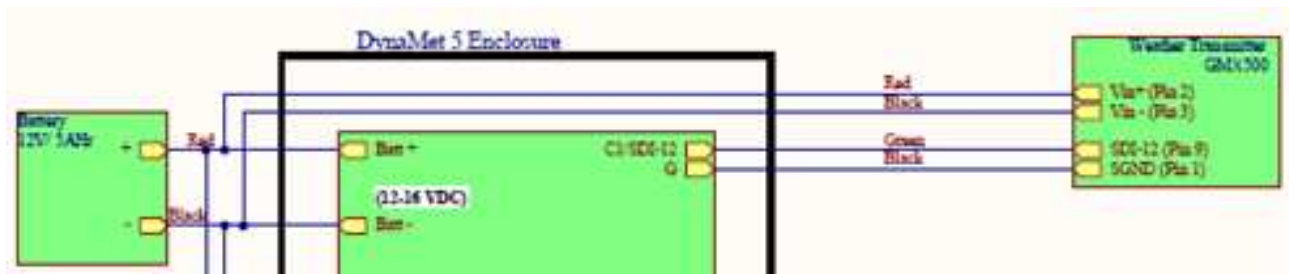 DynaMet 5 Enclosure
Weather Transmitter
GMX500
Battery
12V/ 5AHr
+
Red
Batt +
(12-16 VDC)
-
Black
Batt -
C1/SDI-12
G
Red
Black
Green
Black
Vin+ (Pin 2)
Vin - (Pin 3)
SDI-12 (Pin 9)
SGND (Pin 1)